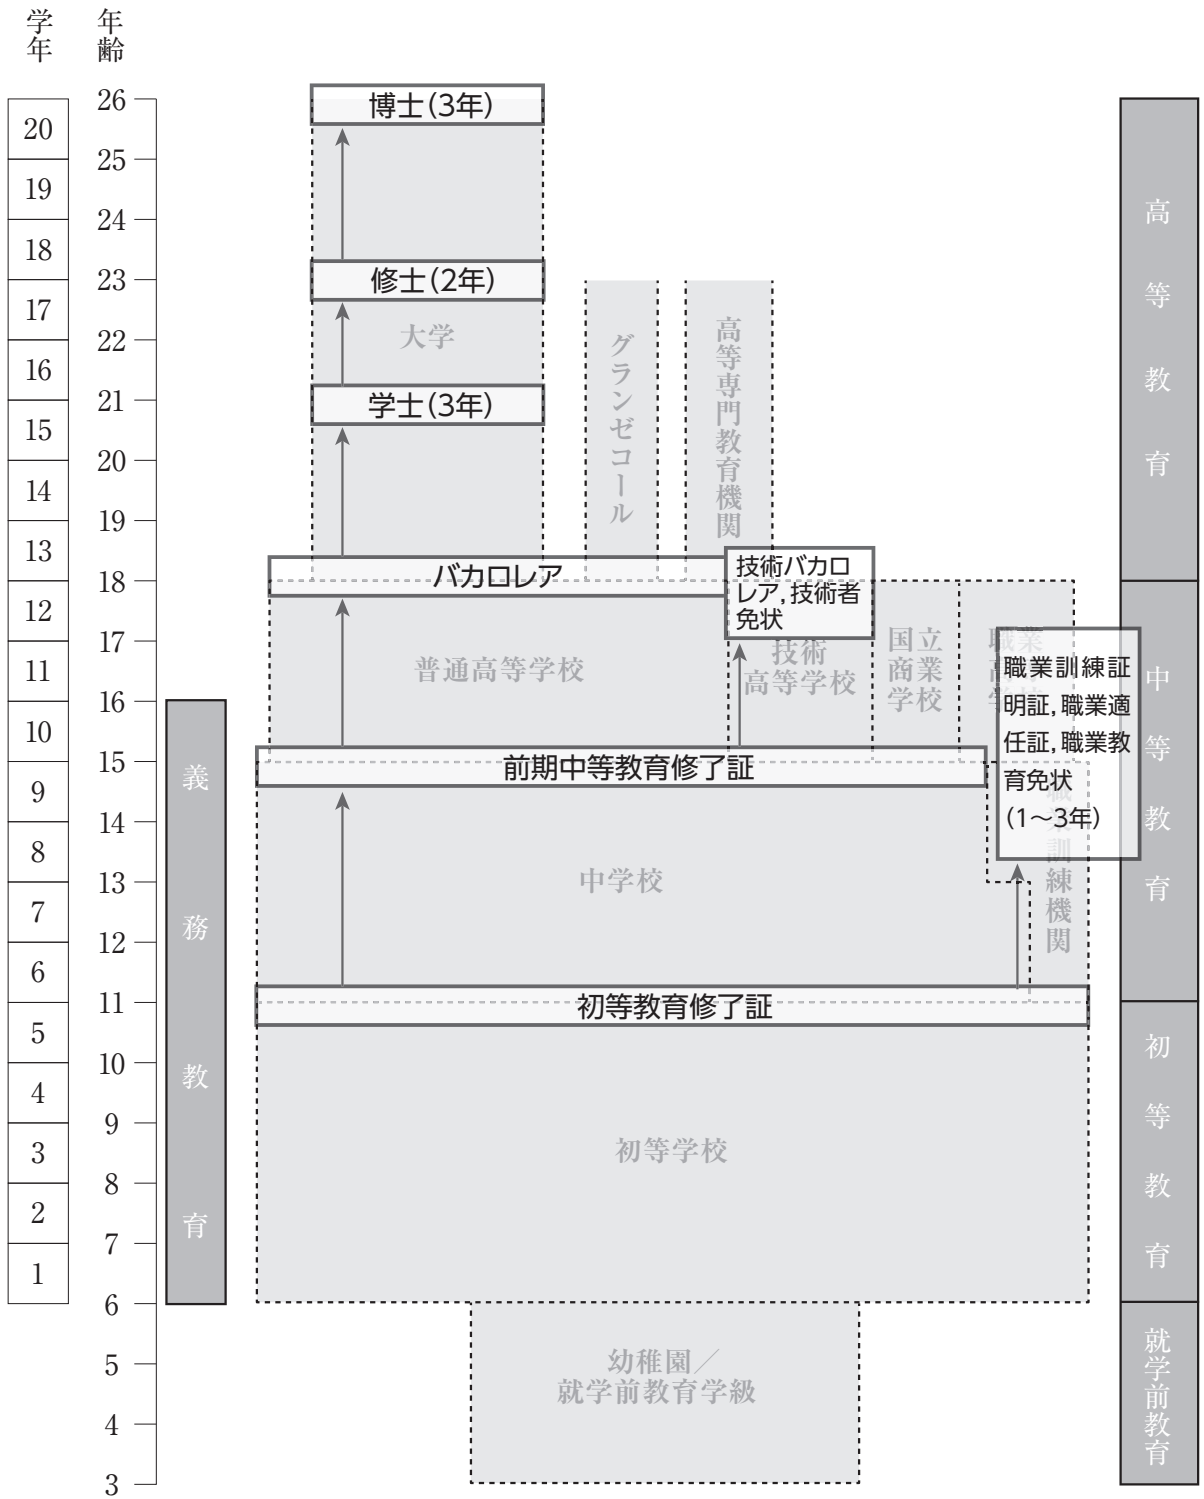 学年
年齢
26
20
25
19
24
18
23
17
22
16
21
15
20
14
19
13
18
12
17
11
16
10
15
9
14
8
13
7
12
6
11
5
10
4
9
3
8
2
7
1
6
5
4
3
義務教育
博士(3年)
修士(2年)
大学
学士(3年)
グランゼコール
高等専門教育機関
バカロレア
技術バカロ
レア,技術者
免状
普通高等学校
技術
高等学校
国立
商業
学校
職業
職業訓練証
明証,職業適
任証,職業教
育免状
(1〜3年)
前期中等教育修了証
中学校
職業訓練機関
初等教育修了証
初等学校
幼稚園/
就学前教育学級
高等教育
中等教育
初等教育
就学前教育